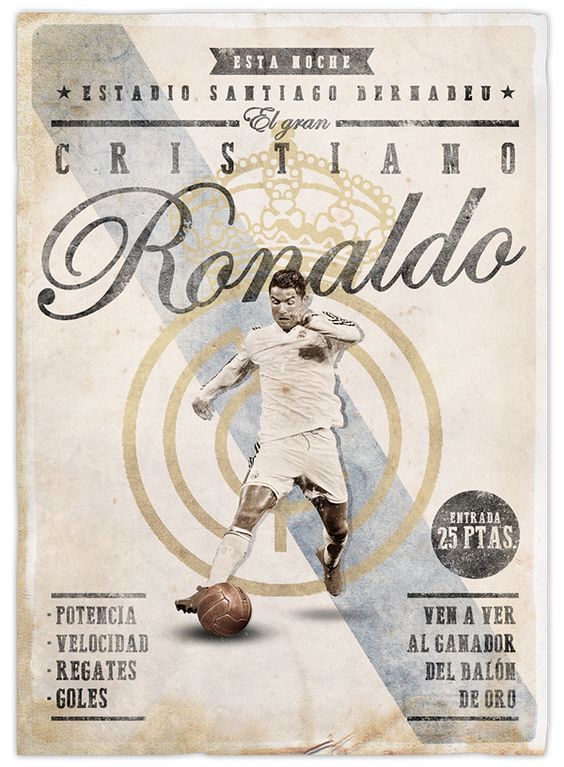 ESTA NOCHE
★ ESTADIO SANTIAGO BERNABEU ★
El gran
CRISTIANO
Ronaldo
ENTRADA
25 PTAS.
· POTENCIA
· VELOCIDAD
· REGATES
· GOLES
VEN A VER
AL GANADOR
DEL BALÓN
DE ORO